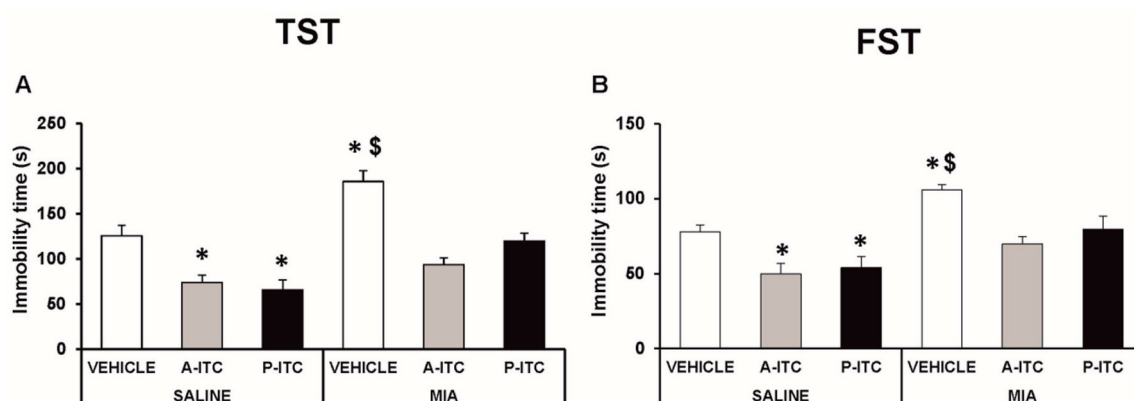 TST
FST
A
B
Immobility time (s)
250
200
150
100
50
0
* $
*
*
VEHICLE A-ITC P-ITC VEHICLE A-ITC P-ITC
SALINE MIA
Immobility time (s)
150
100
50
0
* $
*
*
VEHICLE A-ITC P-ITC VEHICLE A-ITC P-ITC
SALINE MIA